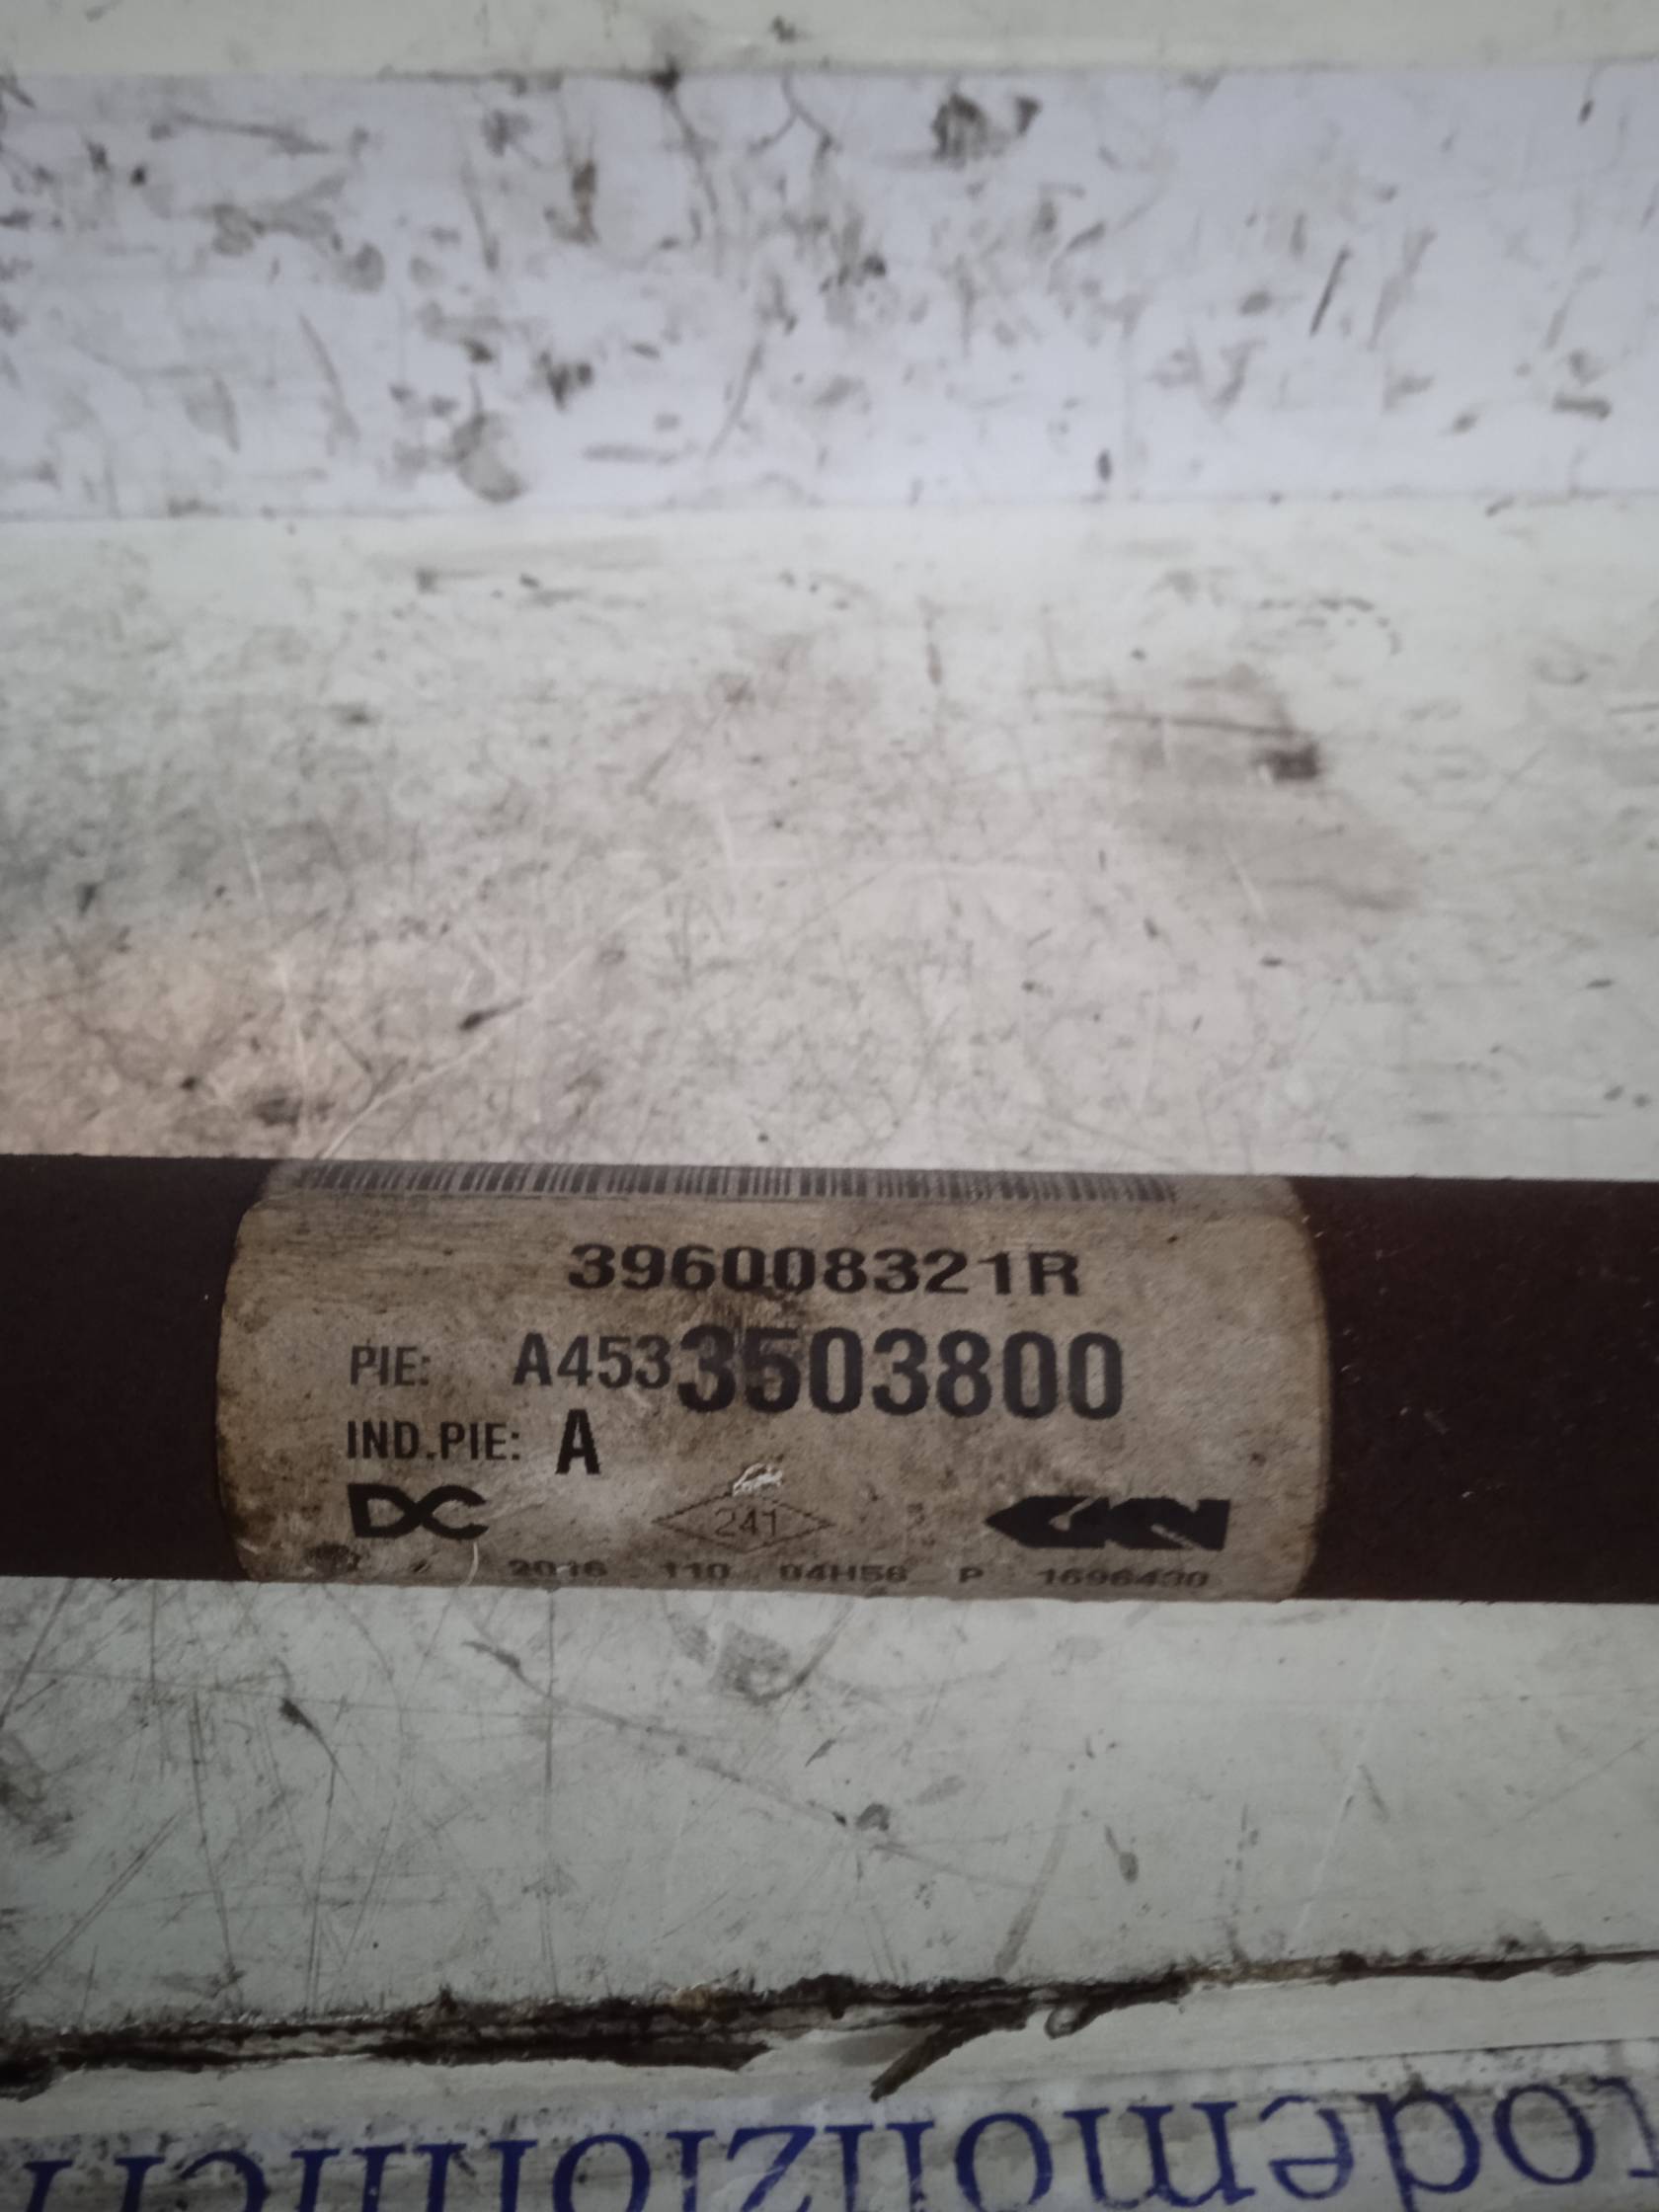 396008321R
PIE: A4533503800
IND.PIE: A
DC 241 GKN
2016 110 04H58 P 1696430